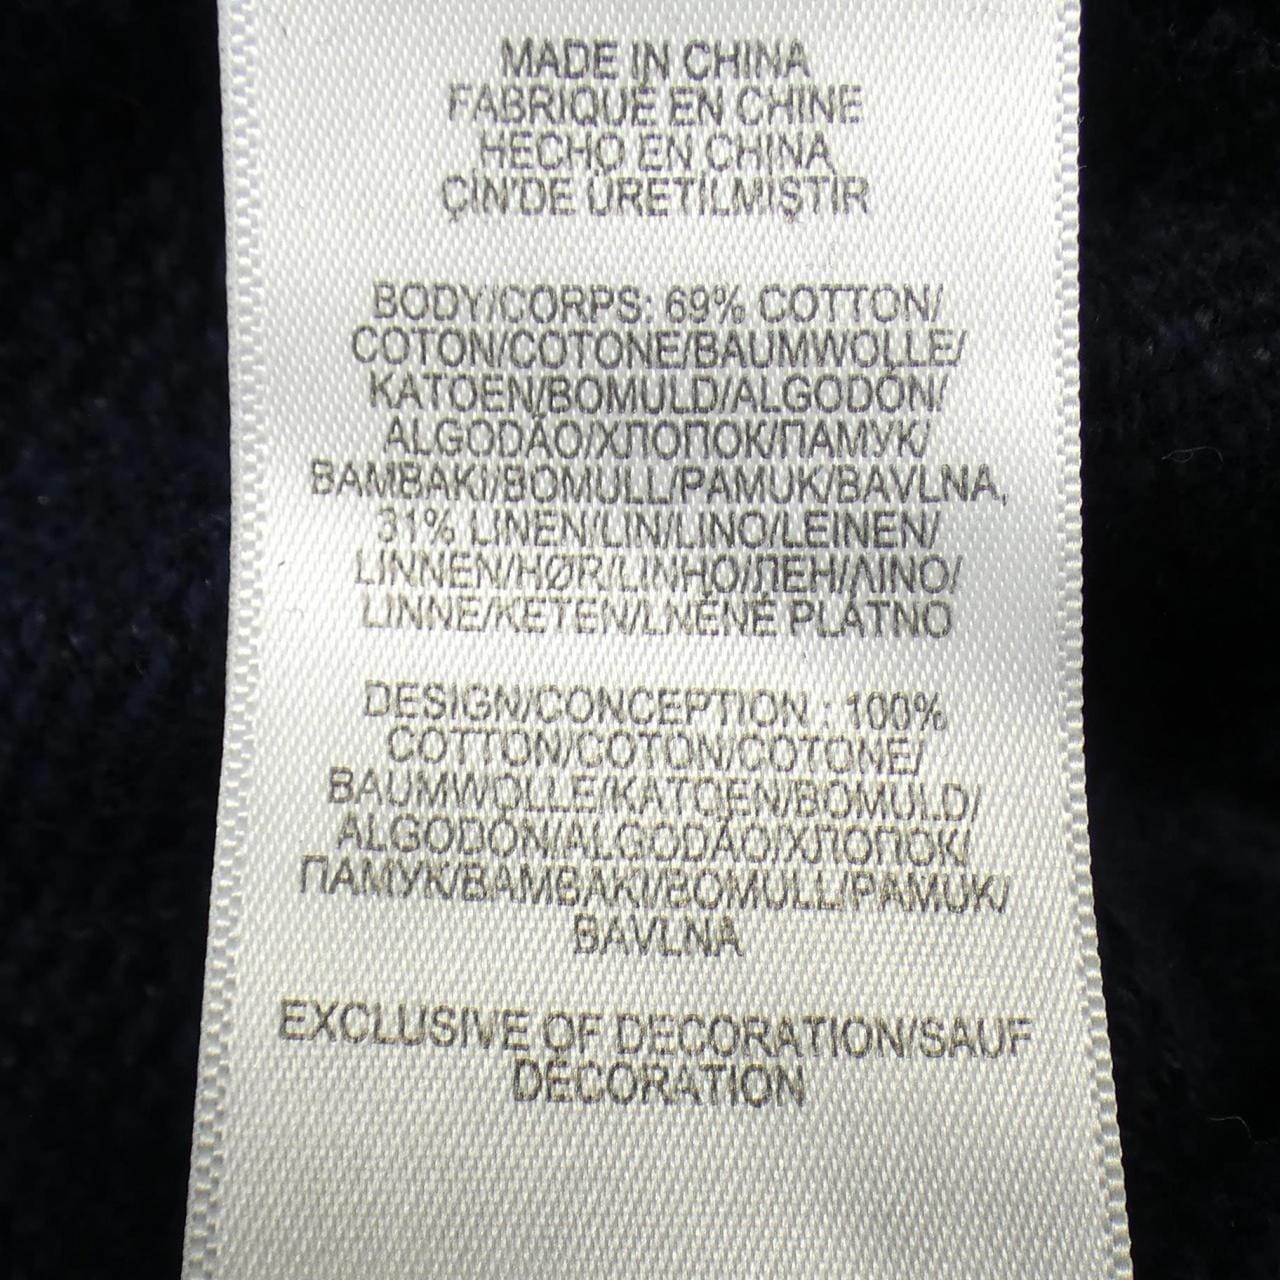 MADE IN CHINA
FABRIQUÉ EN CHINE
HECHO EN CHINA
ÇİN'DE ÜRETİLMİŞTİR
BODY/CORPS: 69% COTTON/
COTON/COTONE/BAUMWOLLE/
KATOEN/BOMULD/ALGODÓN/
ALGODÃO/ХЛОПОК/ПАМУК/
BAMBAKI/BOMULL/PAMUK/BAVLNA,
31% LINEN/LIN/LINO/LEINEN/
LINNEN/HØR/LINHO/ЛЕН/ΛΙΝΟ/
LINNE/KETEN/LNĚNÉ PLÁTNO
DESIGN/CONCEPTION : 100%
COTTON/COTON/COTONE/
BAUMWOLLE/KATOEN/BOMULD/
ALGODÓN/ALGODÃO/ХЛОПОК/
ПАМУК/BAMBAKI/BOMULL/PAMUK/
BAVLNA
EXCLUSIVE OF DECORATION/SAUF
DÉCORATION